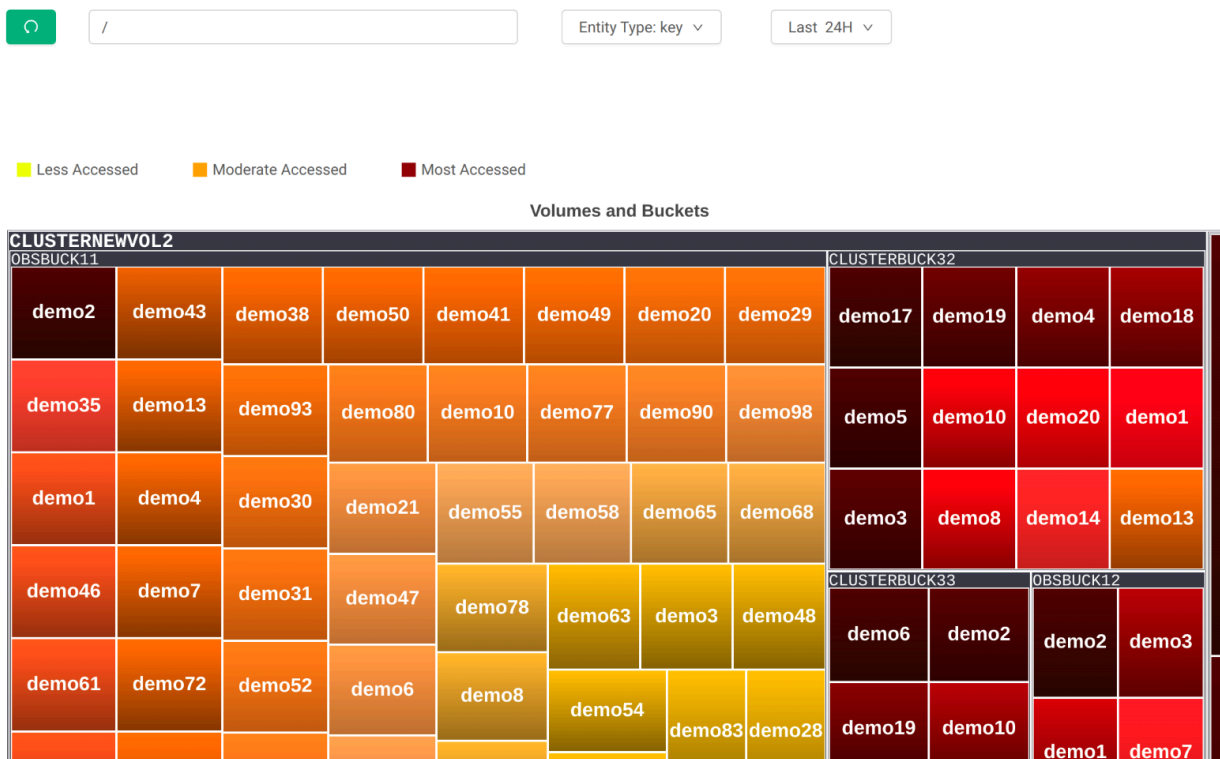 /
Entity Type: key
Last 24H
Less Accessed
Moderate Accessed
Most Accessed
Volumes and Buckets
CLUSTERNEWVOL2
OBSBUCK11
demo2 demo43 demo38 demo50 demo41 demo49 demo20 demo29
demo35 demo13 demo93 demo80 demo10 demo77 demo90 demo98
demo1 demo4 demo30 demo21 demo55 demo58 demo65 demo68
demo46 demo7 demo31 demo47 demo78 demo63 demo3 demo48
demo61 demo72 demo52 demo6 demo8 demo54 demo83 demo28
CLUSTERBUCK32
demo17 demo19 demo4 demo18
demo5 demo10 demo20 demo1
demo3 demo8 demo14 demo13
CLUSTERBUCK33
demo6 demo2
demo19 demo10
OBSBUCK12
demo2 demo3
demo1 demo7